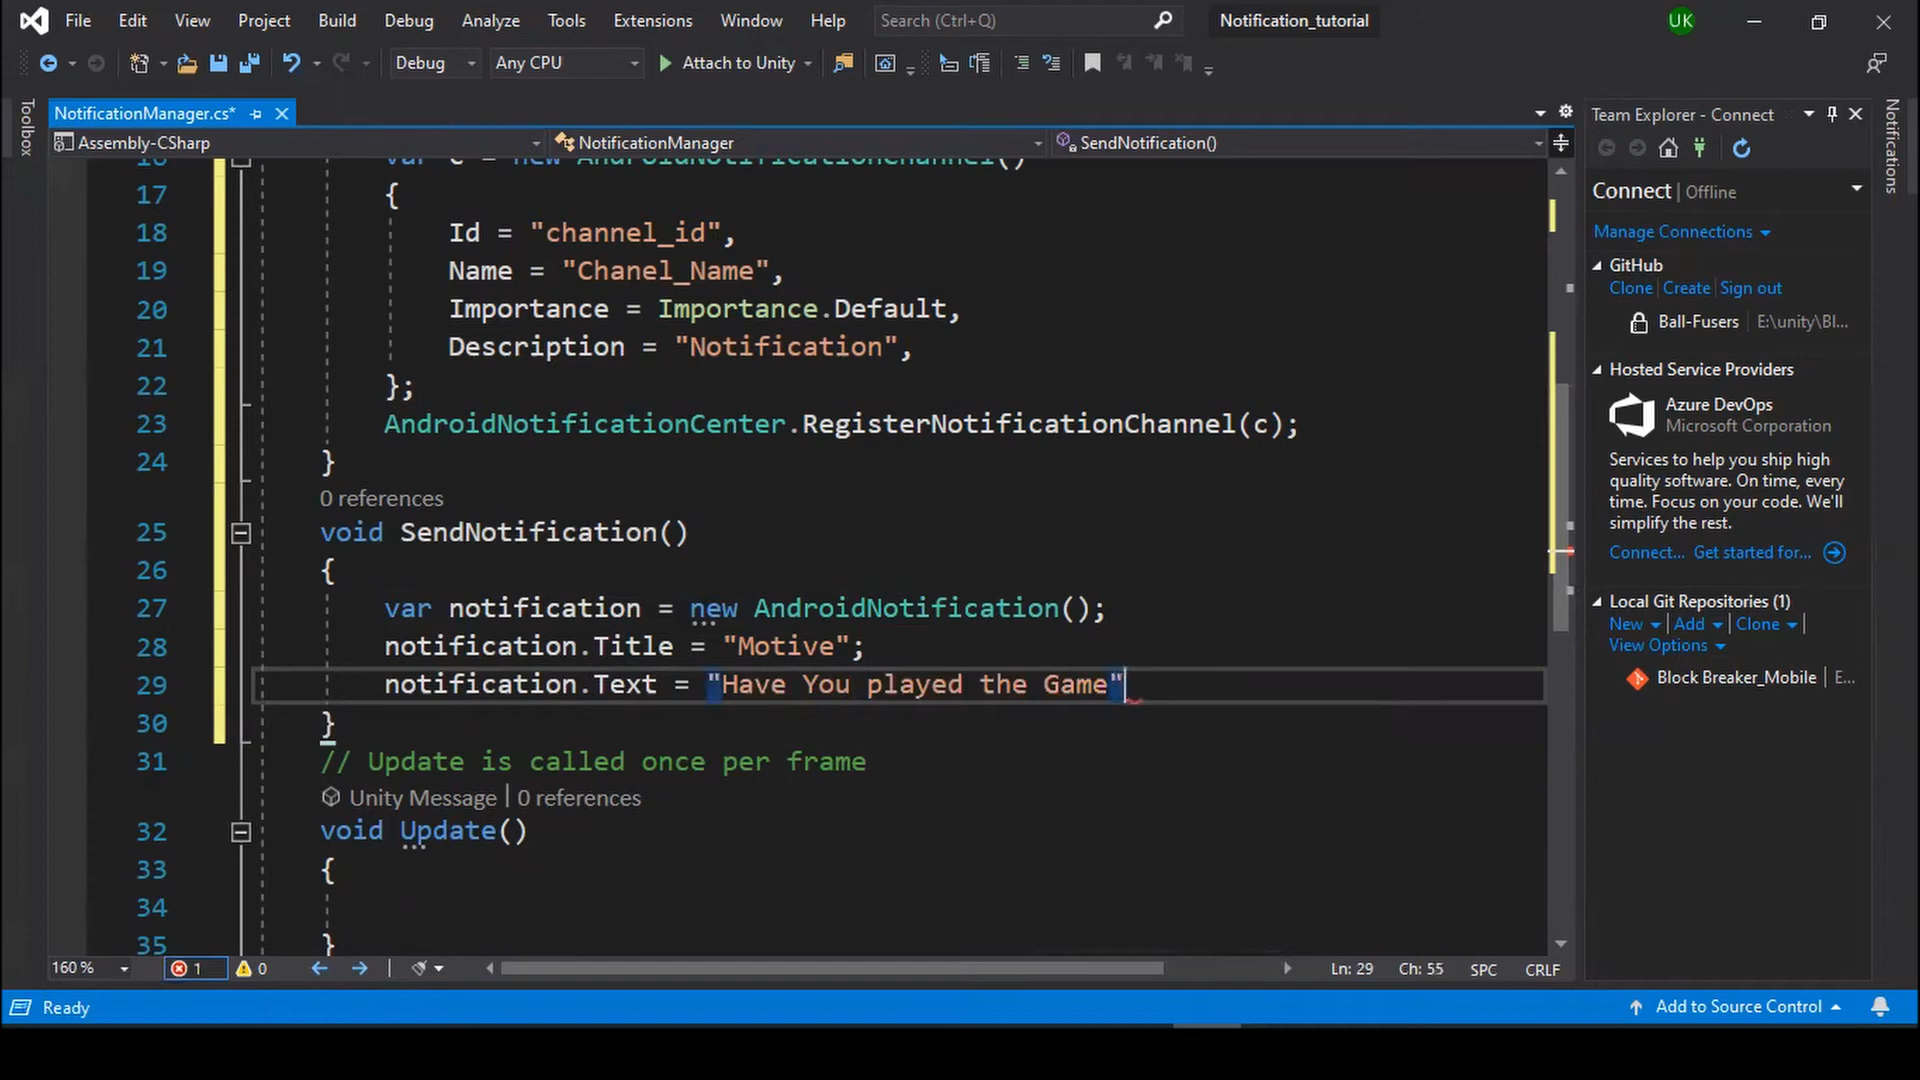 File Edit View Project Build Debug Analyze Tools Extensions Window Help Search (Ctrl+Q) Notification_tutorial UK
Debug Any CPU Attach to Unity
Toolbox
NotificationManager.cs*
Assembly-CSharp NotificationManager SendNotification()
16 var c = new AndroidNotificationChannel()
17 {
18 Id = "channel_id",
19 Name = "Chanel_Name",
20 Importance = Importance.Default,
21 Description = "Notification",
22 };
23 AndroidNotificationCenter.RegisterNotificationChannel(c);
24 }
0 references
25 void SendNotification()
26 {
27 var notification = new AndroidNotification();
28 notification.Title = "Motive";
29 notification.Text = "Have You played the Game"
30 }
31 // Update is called once per frame
Unity Message | 0 references
32 void Update()
33 {
34
35 }
160 % 1 0 Ln: 29 Ch: 55 SPC CRLF
Team Explorer - Connect
Connect | Offline
Manage Connections
GitHub
Clone | Create | Sign out
Ball-Fusers | E:\unity\Bl...
Hosted Service Providers
Azure DevOps
Microsoft Corporation
Services to help you ship high
quality software. On time, every
time. Focus on your code. We'll
simplify the rest.
Connect... Get started for...
Local Git Repositories (1)
New | Add | Clone |
View Options
Block Breaker_Mobile | E...
Notifications
Ready Add to Source Control